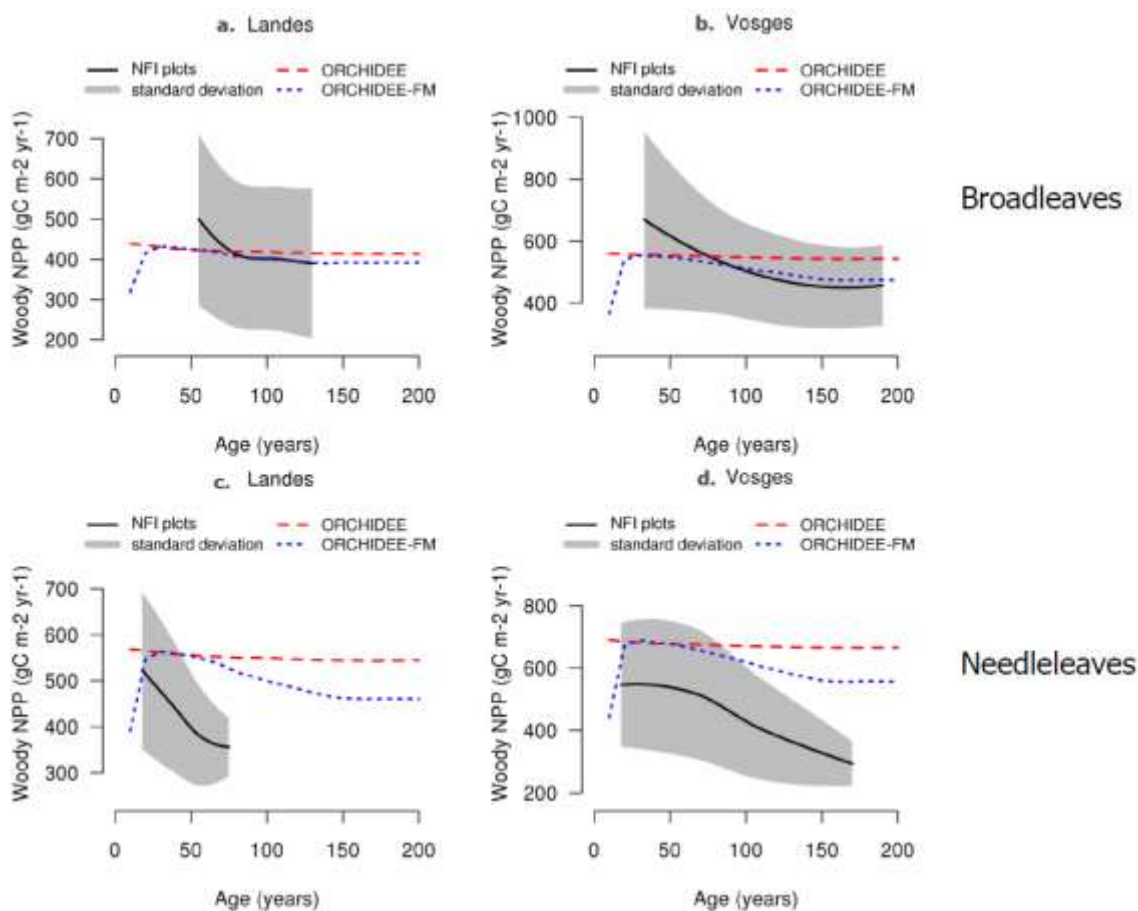 a. Landes
NFI plots
standard deviation
ORCHIDEE
ORCHIDEE-FM
Woody NPP (gC m-2 yr-1)
700
600
500
400
300
200
0 50 100 150 200
Age (years)
b. Vosges
NFI plots
standard deviation
ORCHIDEE
ORCHIDEE-FM
Woody NPP (gC m-2 yr-1)
1000
800
600
400
0 50 100 150 200
Age (years)
Broadleaves
c. Landes
NFI plots
standard deviation
ORCHIDEE
ORCHIDEE-FM
Woody NPP (gC m-2 yr-1)
700
600
500
400
300
0 50 100 150 200
Age (years)
d. Vosges
NFI plots
standard deviation
ORCHIDEE
ORCHIDEE-FM
Woody NPP (gC m-2 yr-1)
800
600
400
200
0 50 100 150 200
Age (years)
Needleleaves